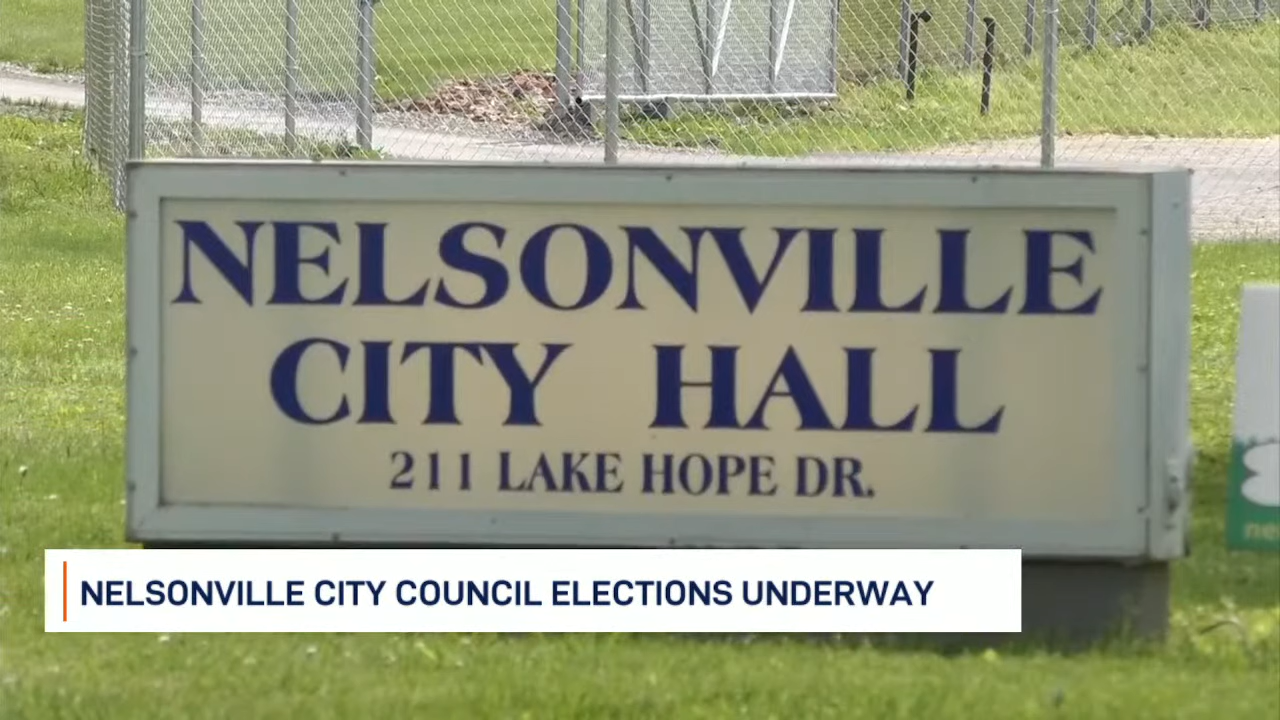 NELSONVILLE
CITY HALL
211 LAKE HOPE DR.
NELSONVILLE CITY COUNCIL ELECTIONS UNDERWAY